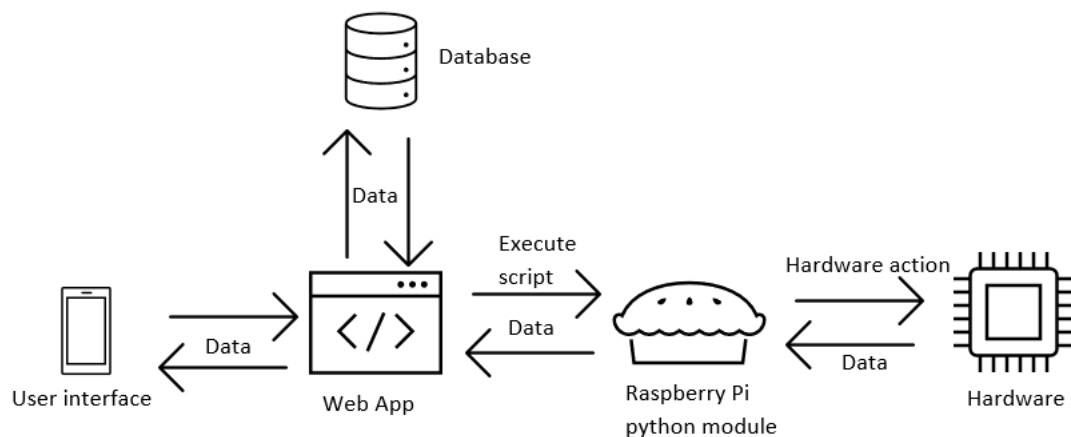 Database
Data
Execute
script
Hardware action
</>
Data
Data
Data
User interface
Web App
Raspberry Pi
python module
Hardware